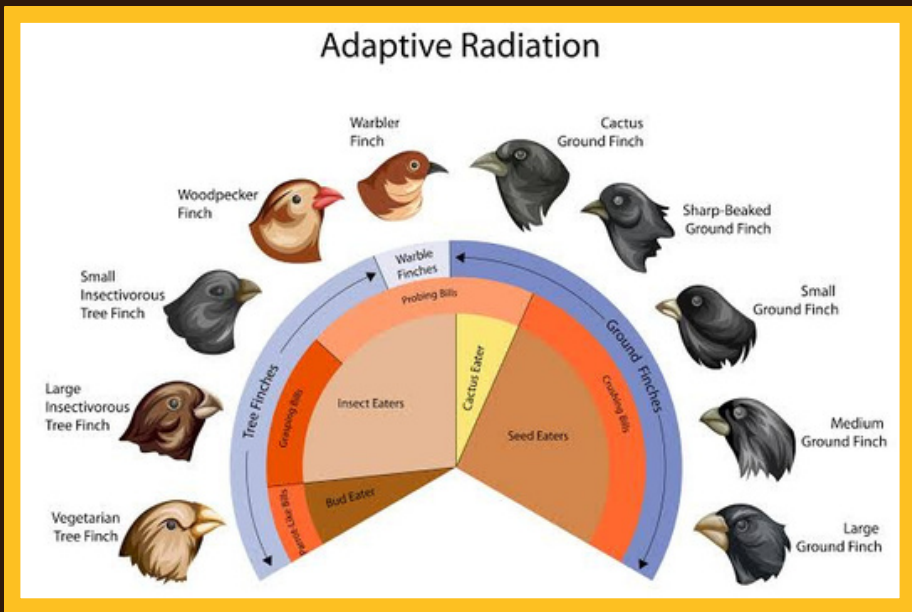 Adaptive Radiation
Warbler
Finch
Cactus
Ground Finch
Woodpecker
Finch
Sharp-Beaked
Ground Finch
Small
Insectivorous
Tree Finch
Small
Ground Finch
Large
Insectivorous
Tree Finch
Medium
Ground Finch
Vegetarian
Tree Finch
Large
Ground Finch
Tree Finches
Warble
Finches
Ground Finches
Probing Bills
Grasping Bills
Crushing Bills
Parrot-Like Bills
Insect Eaters
Cactus Eater
Seed Eaters
Bud Eater